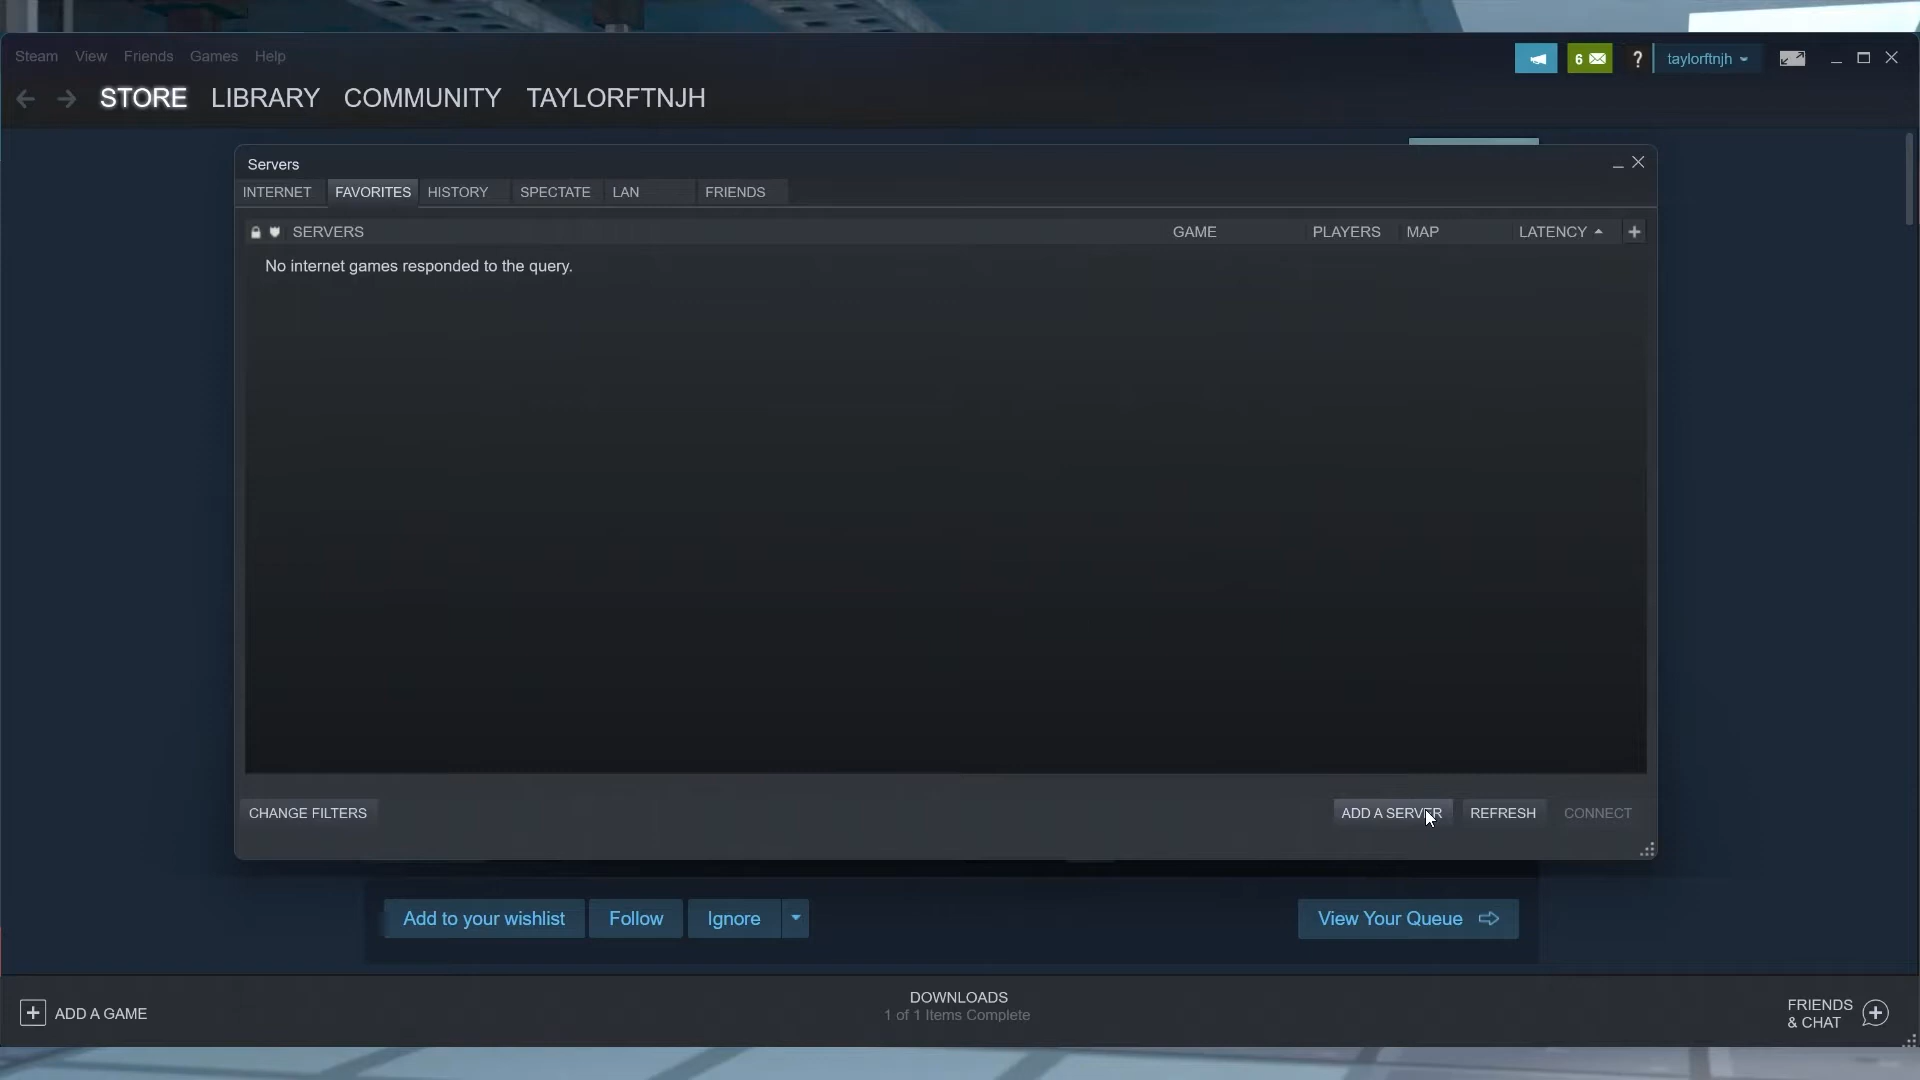 Steam View Friends Games Help
6 ? taylorftnjh
STORE LIBRARY COMMUNITY TAYLORFTNJH
Servers
INTERNET FAVORITES HISTORY SPECTATE LAN FRIENDS
SERVERS GAME PLAYERS MAP LATENCY +
No internet games responded to the query.
CHANGE FILTERS ADD A SERVER REFRESH CONNECT
Add to your wishlist Follow Ignore View Your Queue
ADD A GAME
DOWNLOADS
1 of 1 Items Complete
FRIENDS
& CHAT